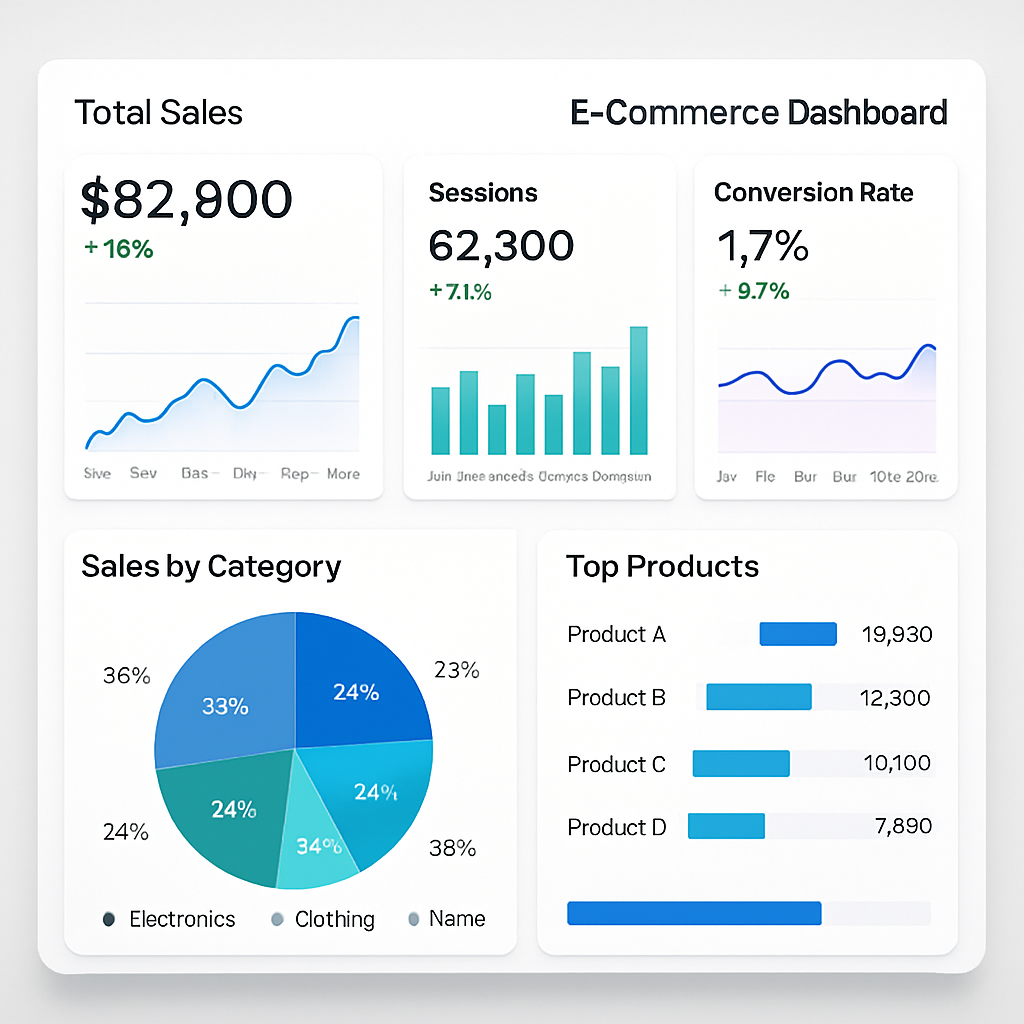 Total Sales
E-Commerce Dashboard
$82,900
+16%
Sive Sev Bas Dky Rep More
Sessions
62,300
+7.1.%
Juin Jnee anceds
Conversion Rate
1,7%
+ 9.7%
Jav Fle Bur Bur 10te 20re.
Sales by Category
36%
23%
33%
24%
24%
24%
34%
24%
38%
Electronics Clothing Name
Top Products
Product A 19,930
Product B 12,300
Product C 10,100
Product D 7,890